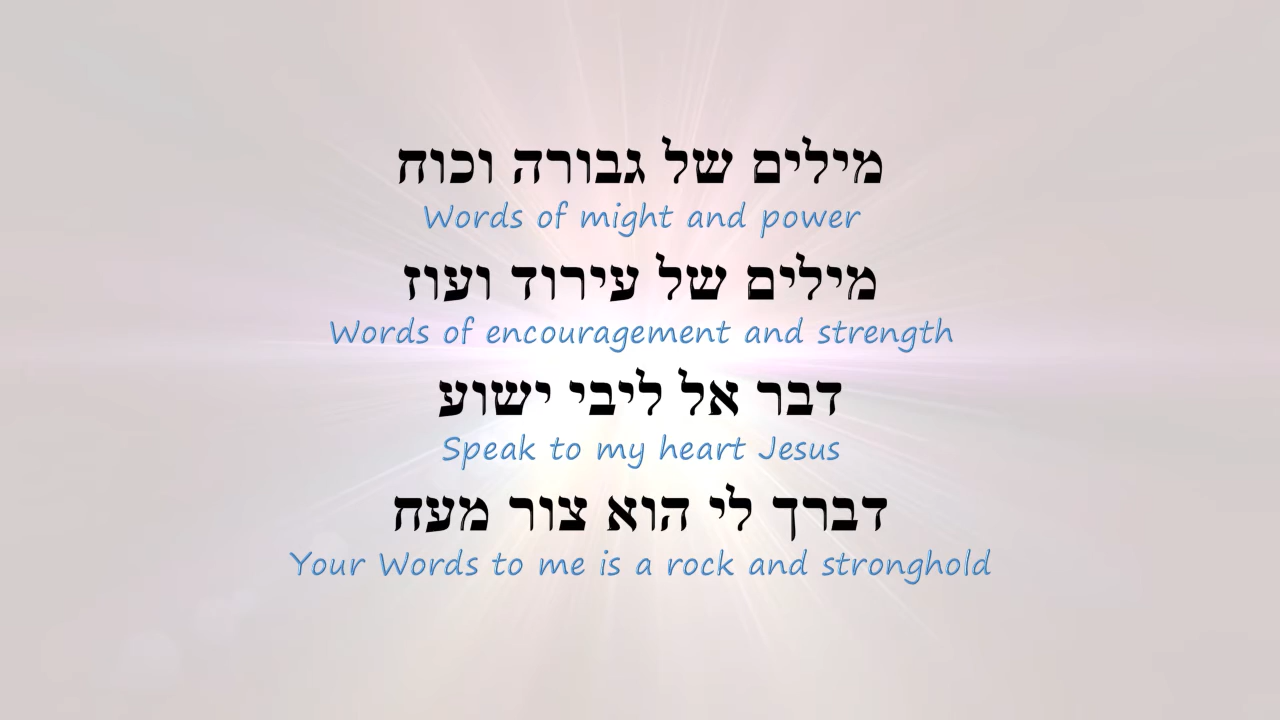 מילים של גבורה וכוח
Words of might and power
מילים של עירוד ועוז
Words of encouragement and strength
דבר אל ליבי ישוע
Speak to my heart Jesus
דברך לי הוא צור מעח
Your Words to me is a rock and stronghold